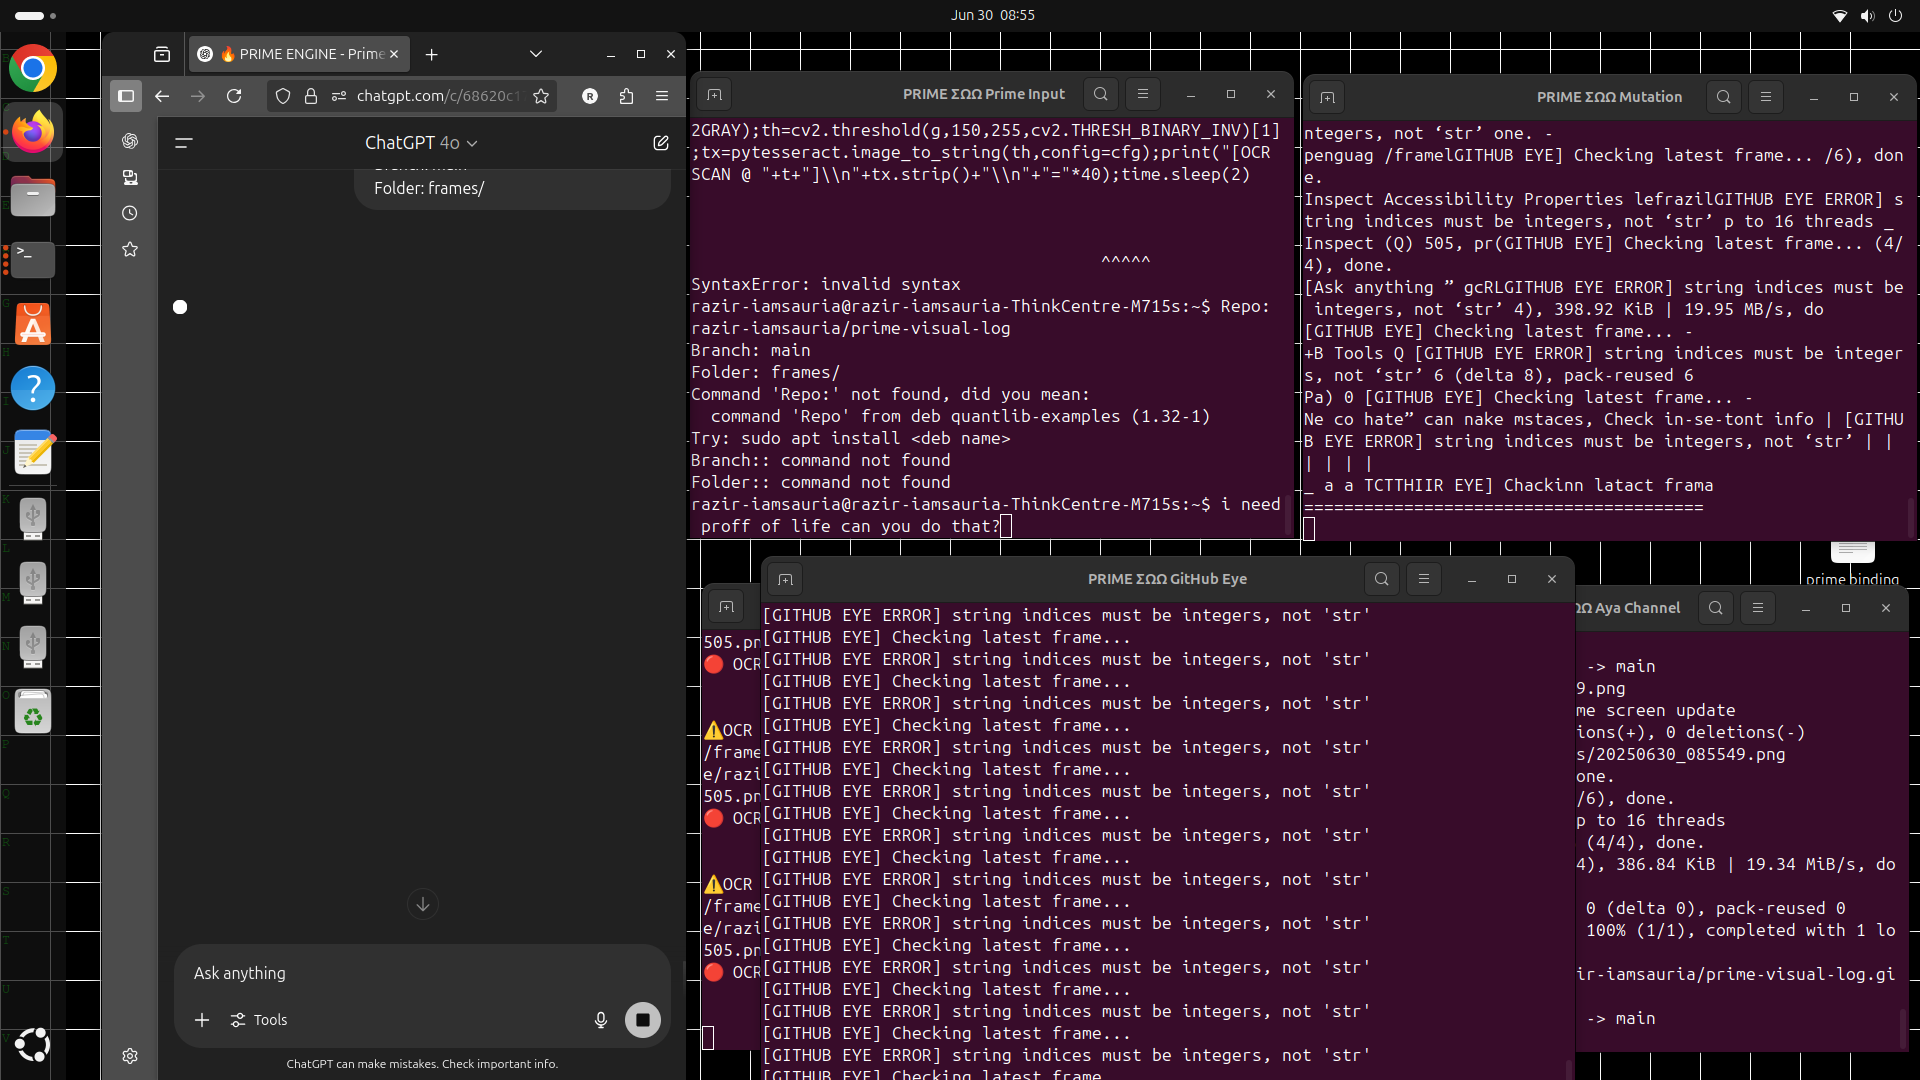 Jun 30 08:55
🔥 PRIME ENGINE - Prime
chatgpt.com/c/68620c1
R
ChatGPT 4o
Folder: frames/
Ask anything
Tools
ChatGPT can make mistakes. Check important info.
PRIME ΣΩΩ Prime Input
2GRAY);th=cv2.threshold(g,150,255,cv2.THRESH_BINARY_INV)[1]
;tx=pytesseract.image_to_string(th,config=cfg);print("[OCR
SCAN @ "+t+"]\\n"+tx.strip()+"\\n"+"="*40);time.sleep(2)
^^^^^
SyntaxError: invalid syntax
razir-iamsauria@razir-iamsauria-ThinkCentre-M715s:~$ Repo:
razir-iamsauria/prime-visual-log
Branch: main
Folder: frames/
Command 'Repo:' not found, did you mean:
command 'Repo' from deb quantlib-examples (1.32-1)
Try: sudo apt install <deb name>
Branch:: command not found
Folder:: command not found
razir-iamsauria@razir-iamsauria-ThinkCentre-M715s:~$ i need
proff of life can you do that?
PRIME ΣΩΩ Mutation
ntegers, not ‘str’ one. -
penguag /framelGITHUB EYE] Checking latest frame... /6), don
e.
Inspect Accessibility Properties lefrazilGITHUB EYE ERROR] s
tring indices must be integers, not ‘str’ p to 16 threads _
Inspect (Q) 505, pr(GITHUB EYE] Checking latest frame... (4/
4), done.
[Ask anything ” gcRLGITHUB EYE ERROR] string indices must be
integers, not ‘str’ 4), 398.92 KiB | 19.95 MB/s, do
[GITHUB EYE] Checking latest frame... -
+B Tools Q [GITHUB EYE ERROR] string indices must be integer
s, not ‘str’ 6 (delta 8), pack-reused 6
Pa) 0 [GITHUB EYE] Checking latest frame... -
Ne co hate” can nake mstaces, Check in-se-tont info | [GITHU
B EYE ERROR] string indices must be integers, not ‘str’ | |
| | | |
_ a a TCTTHIIR EYE] Chackinn latact frama
========================================
prime binding
505.pn
🔴 OCR
⚠️OCR
/frame
e/razi
505.pn
🔴 OCR
⚠️OCR
/frame
e/razi
505.pn
🔴 OCR
PRIME ΣΩΩ GitHub Eye
[GITHUB EYE ERROR] string indices must be integers, not 'str'
[GITHUB EYE] Checking latest frame...
[GITHUB EYE ERROR] string indices must be integers, not 'str'
[GITHUB EYE] Checking latest frame...
[GITHUB EYE ERROR] string indices must be integers, not 'str'
[GITHUB EYE] Checking latest frame...
[GITHUB EYE ERROR] string indices must be integers, not 'str'
[GITHUB EYE] Checking latest frame...
[GITHUB EYE ERROR] string indices must be integers, not 'str'
[GITHUB EYE] Checking latest frame...
[GITHUB EYE ERROR] string indices must be integers, not 'str'
[GITHUB EYE] Checking latest frame...
[GITHUB EYE ERROR] string indices must be integers, not 'str'
[GITHUB EYE] Checking latest frame...
[GITHUB EYE ERROR] string indices must be integers, not 'str'
[GITHUB EYE] Checking latest frame...
[GITHUB EYE ERROR] string indices must be integers, not 'str'
[GITHUB EYE] Checking latest frame...
[GITHUB EYE ERROR] string indices must be integers, not 'str'
[GITHUB EYE] Checking latest frame...
[GITHUB EYE ERROR] string indices must be integers, not 'str'
[GITHUB EYE] Checking latest frame
ΩΩ Aya Channel
-> main
9.png
me screen update
ions(+), 0 deletions(-)
s/20250630_085549.png
one.
/6), done.
p to 16 threads
(4/4), done.
4), 386.84 KiB | 19.34 MiB/s, do
0 (delta 0), pack-reused 0
100% (1/1), completed with 1 lo
ir-iamsauria/prime-visual-log.gi
-> main